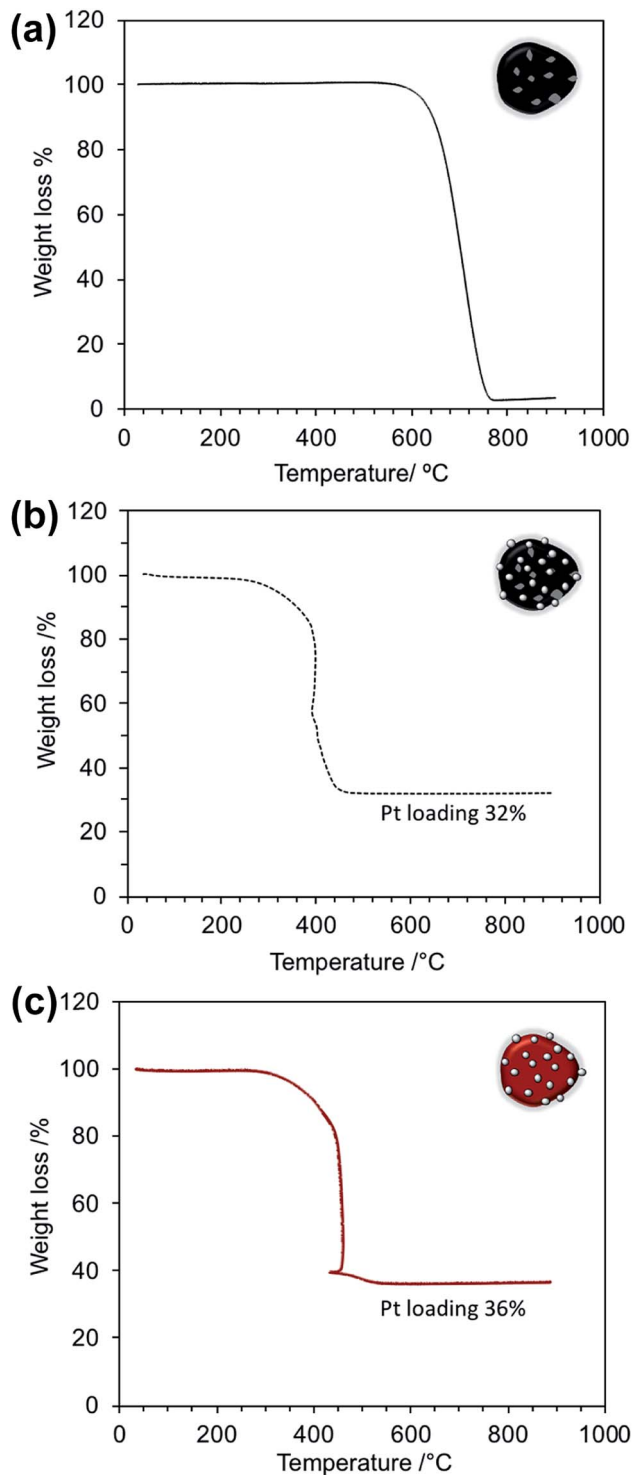 (a)
120
100
80
60
40
20
0
Weight loss %
0 200 400 600 800 1000
Temperature/ ºC
(b)
120
100
80
60
40
20
0
Weight loss /%
Pt loading 32%
0 200 400 600 800 1000
Temperature /°C
(c)
120
100
80
60
40
20
0
Weight loss /%
Pt loading 36%
0 200 400 600 800 1000
Temperature /°C